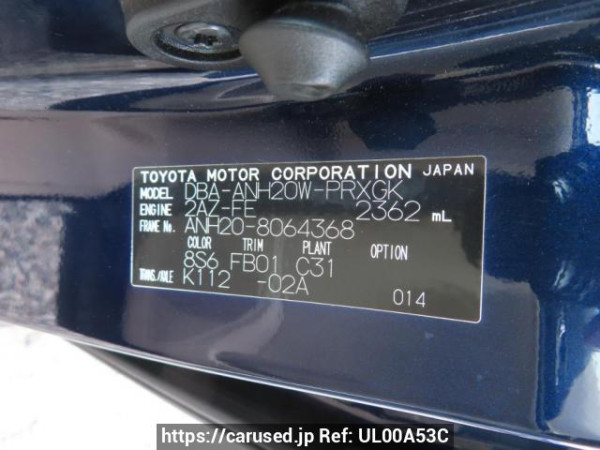 TOYOTA MOTOR CORPORATION JAPAN
MODEL DBA-ANH20W-PRXGK
ENGINE 2AZ-FE 2362 mL
FRAME No. ANH20-8064368
COLOR TRIM PLANT OPTION
8S6 FB01 C31
TRANS./AXLE K112 -02A
014
https://carused.jp Ref: UL00A53C